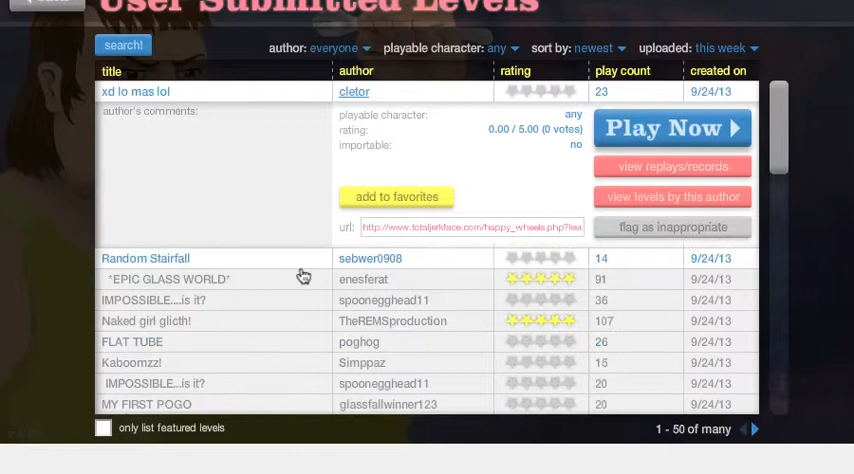 User Submitted Levels
search!
author: everyone playable character: any sort by: newest uploaded: this week
title author rating play count created on
xd lo mas lol cletor 23 9/24/13
author's comments:
playable character: any
rating: 0.00 / 5.00 (0 votes)
importable: no
Play Now
view replays/records
add to favorites
view levels by this author
url: http://www.totaljerkface.com/happy_wheels.php?lev
flag as inappropriate
Random Stairfall sebwer0908 14 9/24/13
*EPIC GLASS WORLD* enesferat 91 9/24/13
IMPOSSIBLE....is it? spoonegghead11 36 9/24/13
Naked girl glicth! TheREMSproduction 107 9/24/13
FLAT TUBE poghog 26 9/24/13
Kaboomzz! Simppaz 15 9/24/13
IMPOSSIBLE...is it? spoonegghead11 20 9/24/13
MY FIRST POGO glassfallwinner123 20 9/24/13
only list featured levels
1 - 50 of many